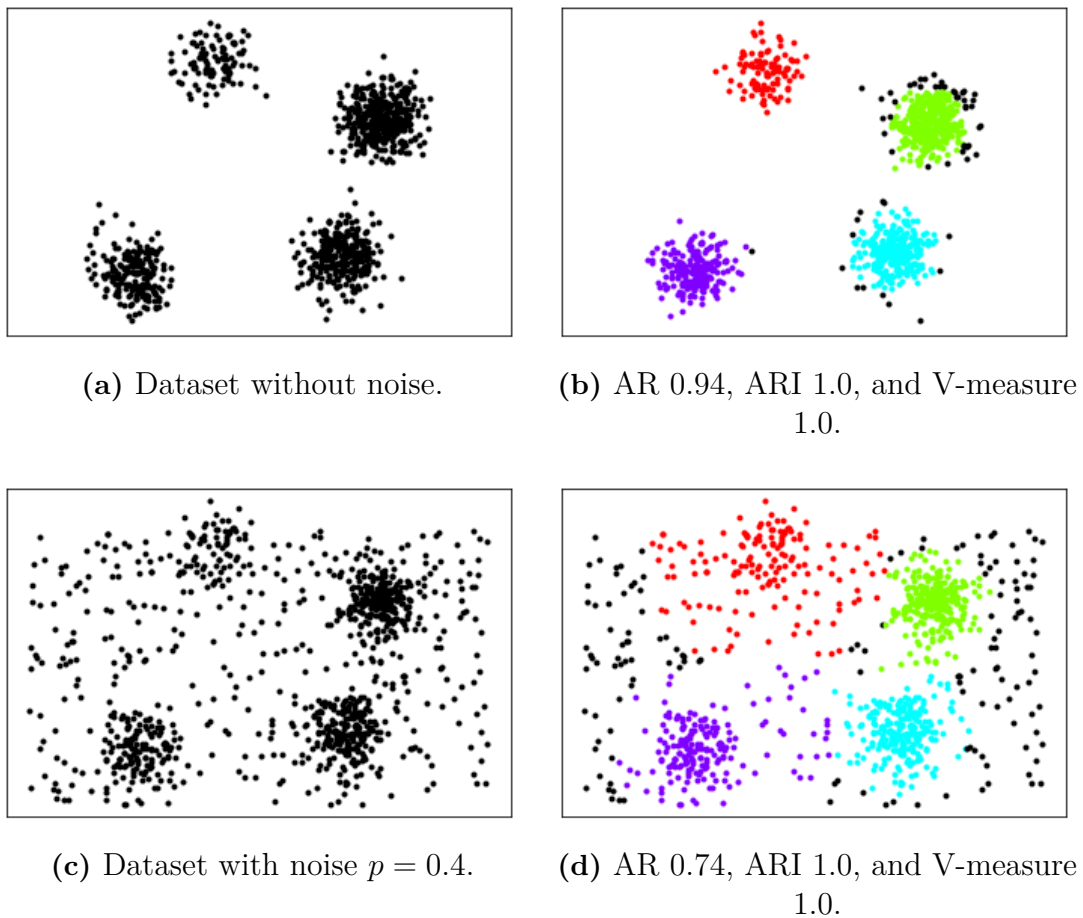 (a) Dataset without noise.
(b) AR 0.94, ARI 1.0, and V-measure
1.0.
(c) Dataset with noise p = 0.4.
(d) AR 0.74, ARI 1.0, and V-measure
1.0.